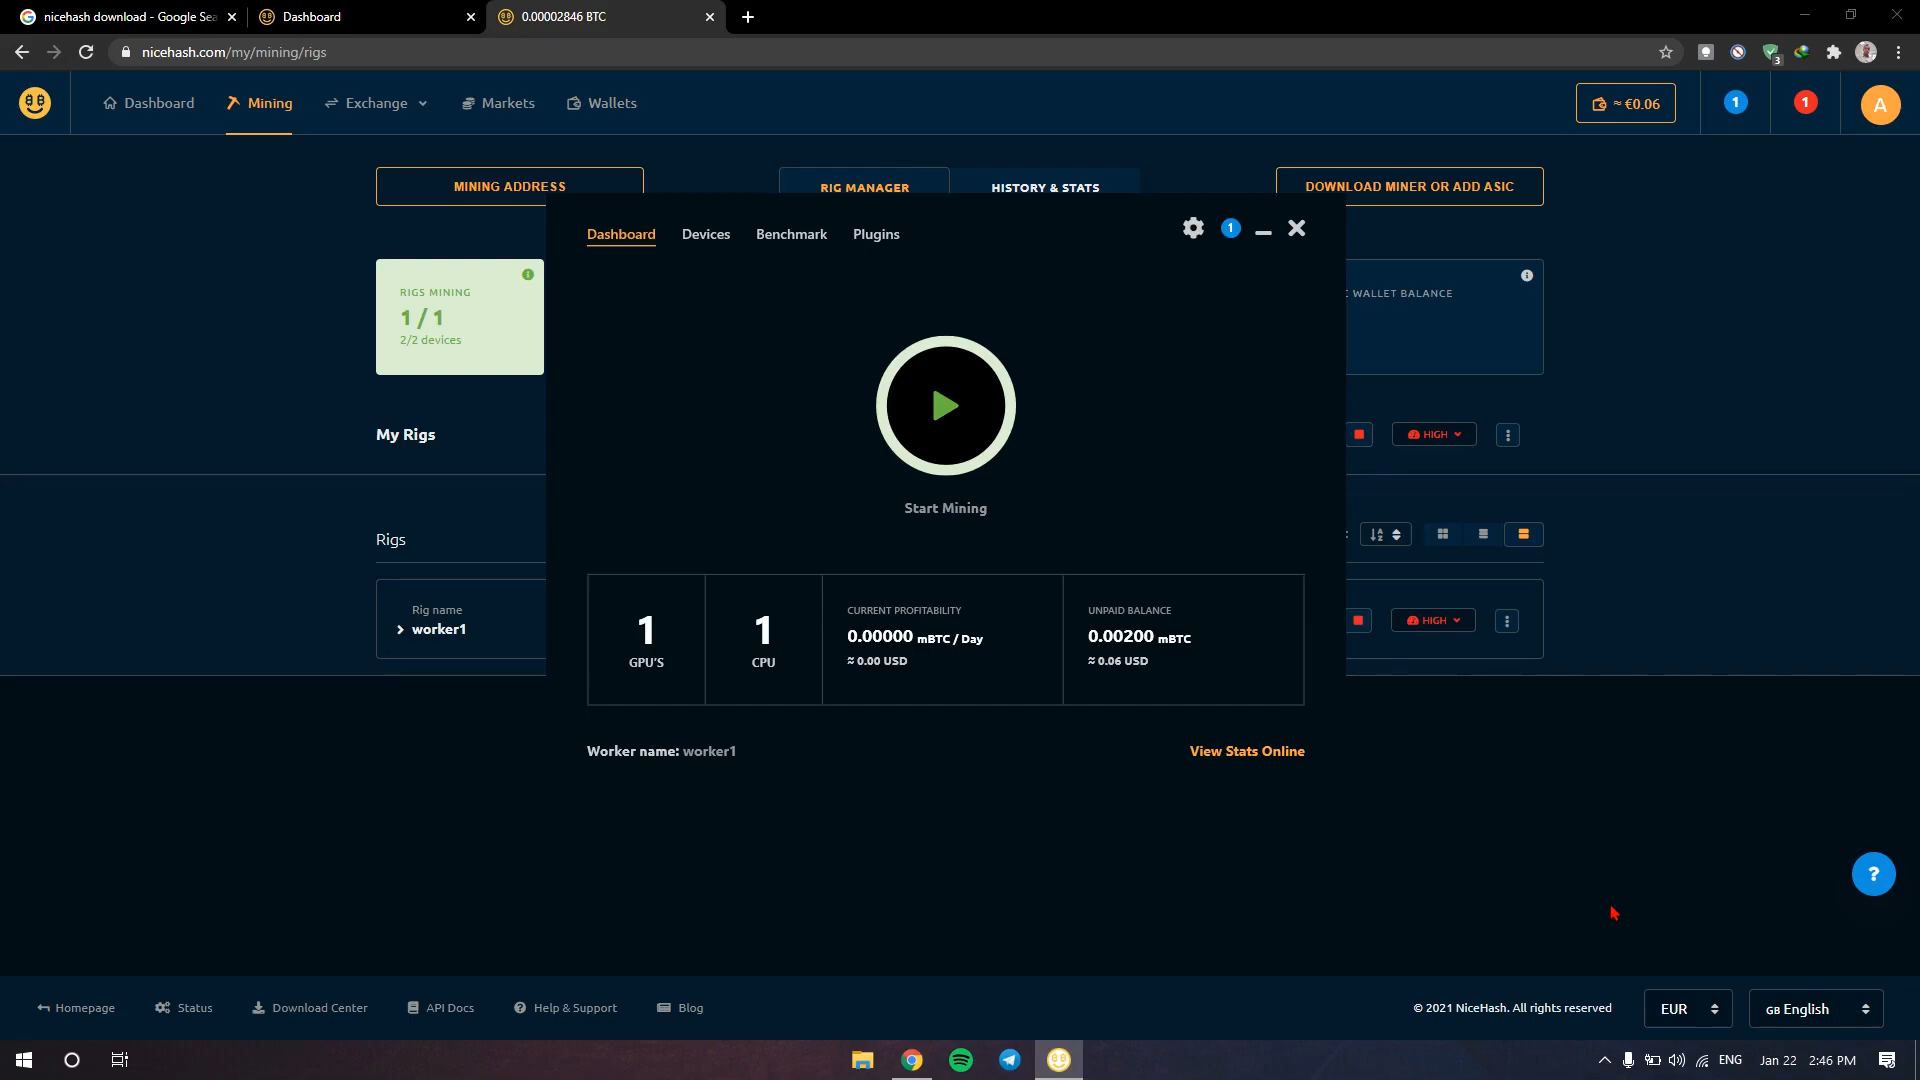 nicehash download - Google Sea
Dashboard
0.00002846 BTC
nicehash.com/my/mining/rigs
3
Dashboard
Mining
Exchange
Markets
Wallets
≈ €0.06
1
1
A
MINING ADDRESS
RIG MANAGER
HISTORY & STATS
DOWNLOAD MINER OR ADD ASIC
Dashboard
Devices
Benchmark
Plugins
1
RIGS MINING
1 / 1
2/2 devices
WALLET BALANCE
My Rigs
HIGH
Start Mining
Rigs
Rig name
worker1
HIGH
1
GPU'S
1
CPU
CURRENT PROFITABILITY
0.00000 mBTC / Day
≈ 0.00 USD
UNPAID BALANCE
0.00200 mBTC
≈ 0.06 USD
Worker name: worker1
View Stats Online
?
Homepage
Status
Download Center
API Docs
Help & Support
Blog
© 2021 NiceHash. All rights reserved
EUR
GB English
ENG
Jan 22
2:46 PM